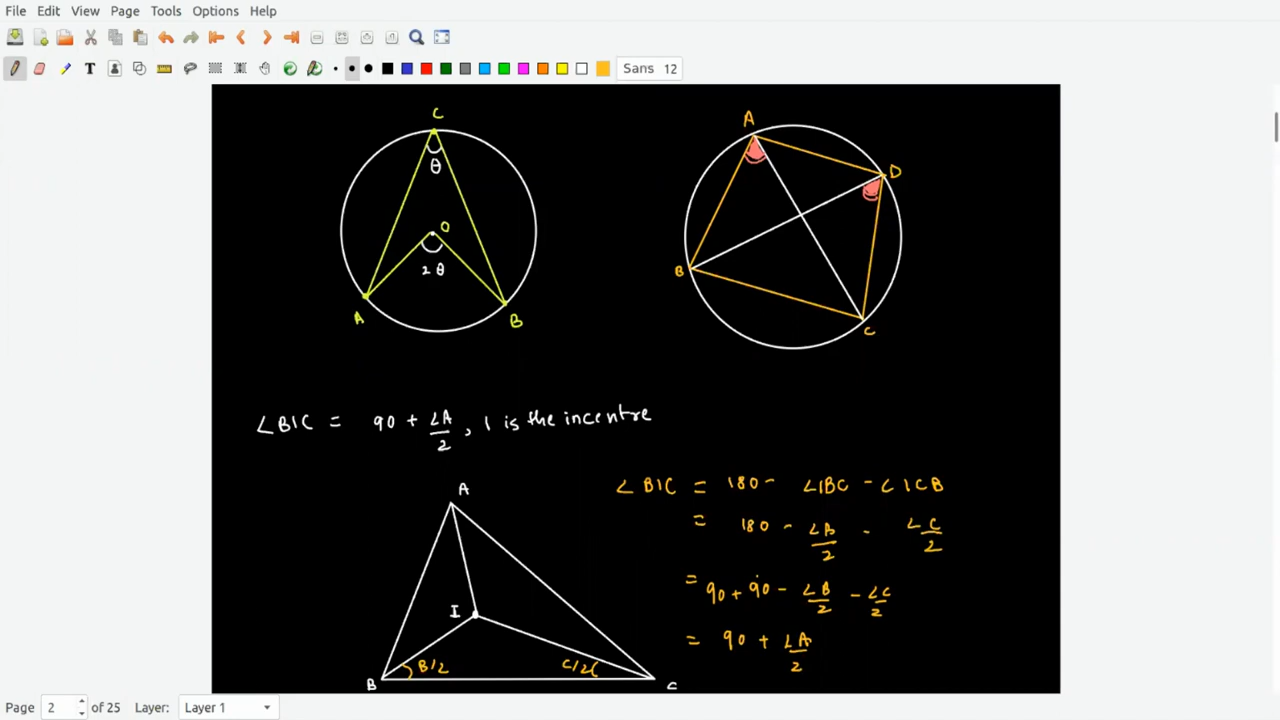 File Edit View Page Tools Options Help
T Sans 12
C
θ
O
2θ
A
B
A
D
B
C
∠BIC = 90 + ∠A/2, I is the incentre
A
I
B/2
C/2
B
C
∠BIC = 180 - ∠IBC - ∠ICB
= 180 - ∠B/2 - ∠C/2
= 90 + 90 - ∠B/2 - ∠C/2
= 90 + ∠A/2
Page 2 of 25 Layer: Layer 1